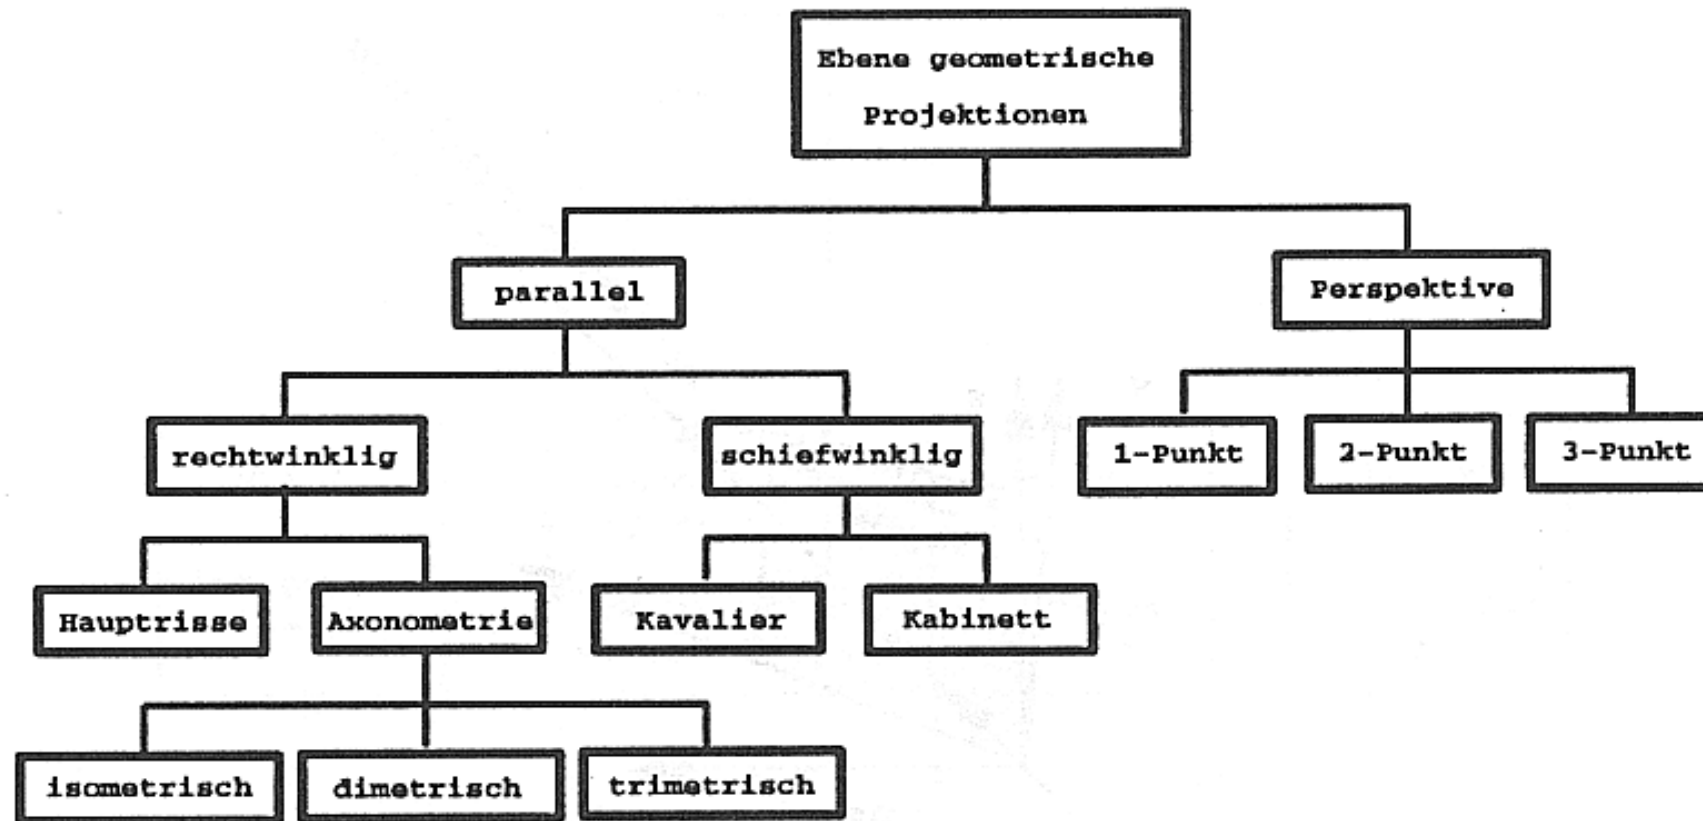 Ebene geometrische
Projektionen
parallel
Perspektive
rechtwinklig
schiefwinklig
1-Punkt
2-Punkt
3-Punkt
Hauptrisse
Axonometrie
Kavalier
Kabinett
isometrisch
dimetrisch
trimetrisch